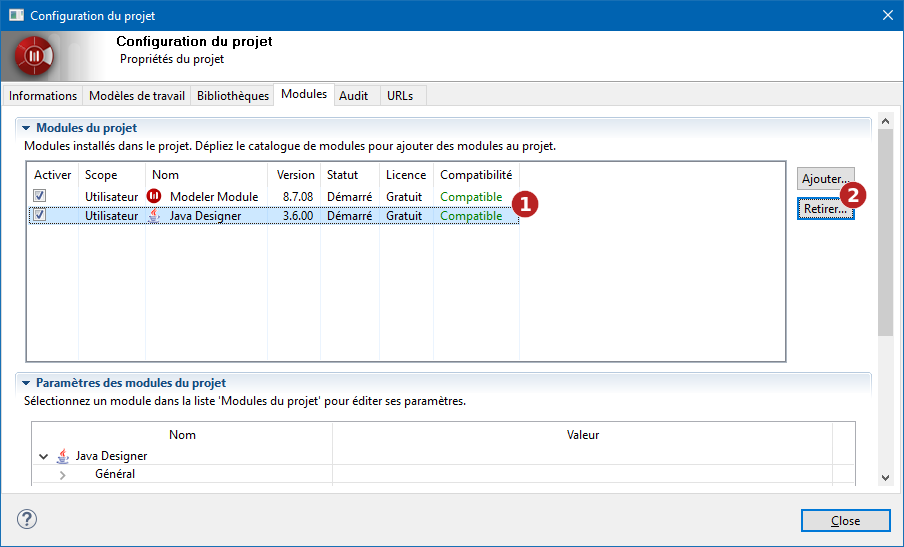 Configuration du projet
Configuration du projet
Propriétés du projet
Informations Modèles de travail Bibliothèques Modules Audit URLs
Modules du projet
Modules installés dans le projet. Dépliez le catalogue de modules pour ajouter des modules au projet.
Activer Scope Nom Version Statut Licence Compatibilité
Utilisateur Modeler Module 8.7.08 Démarré Gratuit Compatible
Utilisateur Java Designer 3.6.00 Démarré Gratuit Compatible
1
Ajouter...
Retirer...
2
Paramètres des modules du projet
Sélectionnez un module dans la liste 'Modules du projet' pour éditer ses paramètres.
Nom Valeur
Java Designer
Général
? Close